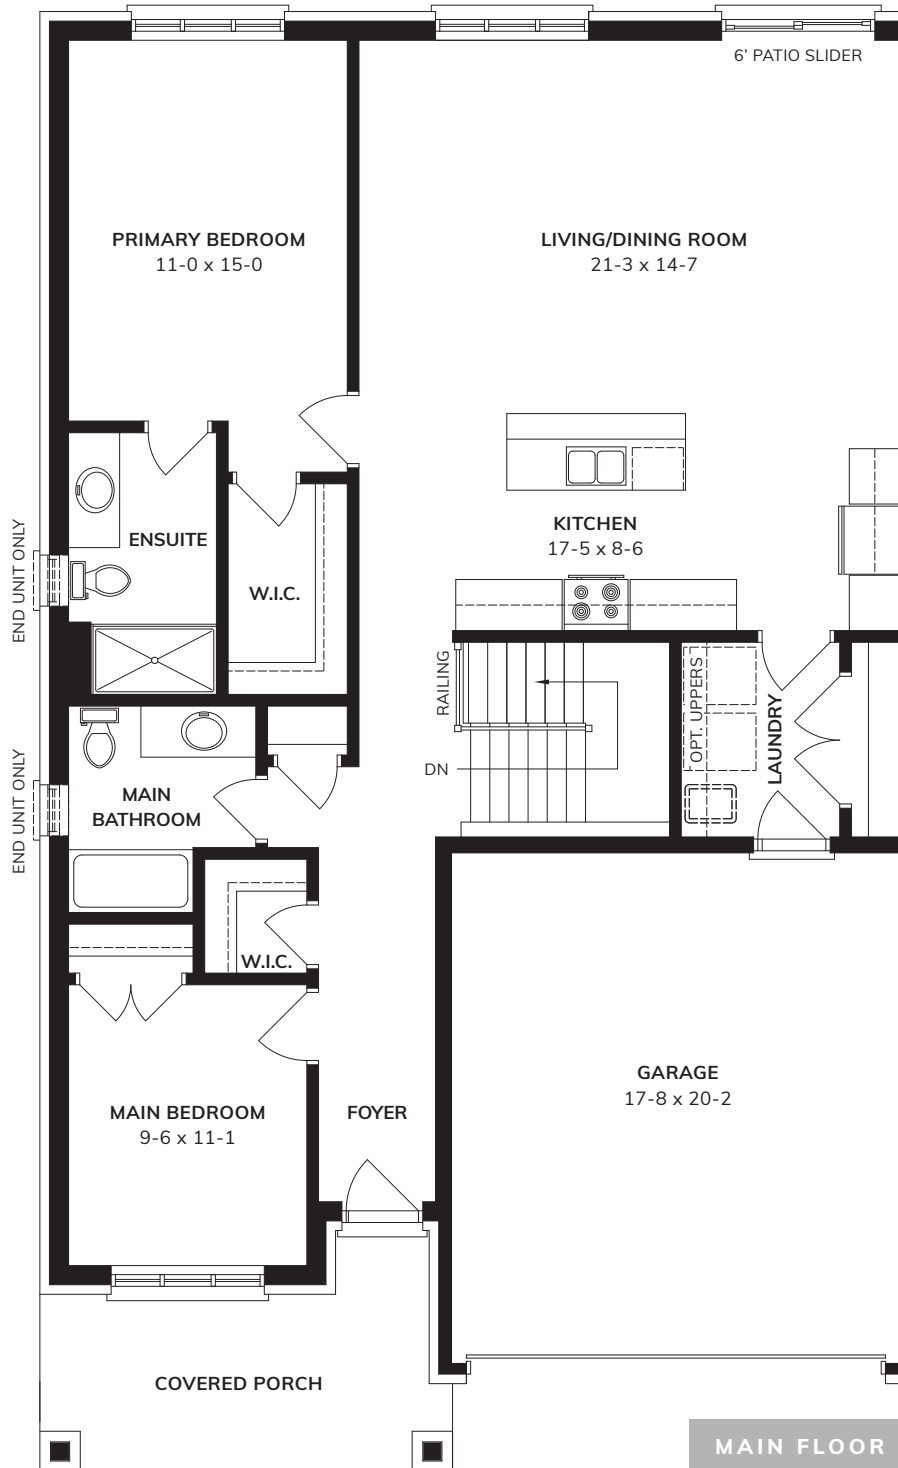 6' PATIO SLIDER
PRIMARY BEDROOM
11-0 x 15-0
LIVING/DINING ROOM
21-3 x 14-7
KITCHEN
17-5 x 8-6
ENSUITE
END UNIT ONLY
W.I.C.
RAILING
OPT. UPPERS
LAUNDRY
DN
MAIN
BATHROOM
END UNIT ONLY
W.I.C.
GARAGE
17-8 x 20-2
MAIN BEDROOM
9-6 x 11-1
FOYER
COVERED PORCH
MAIN FLOOR